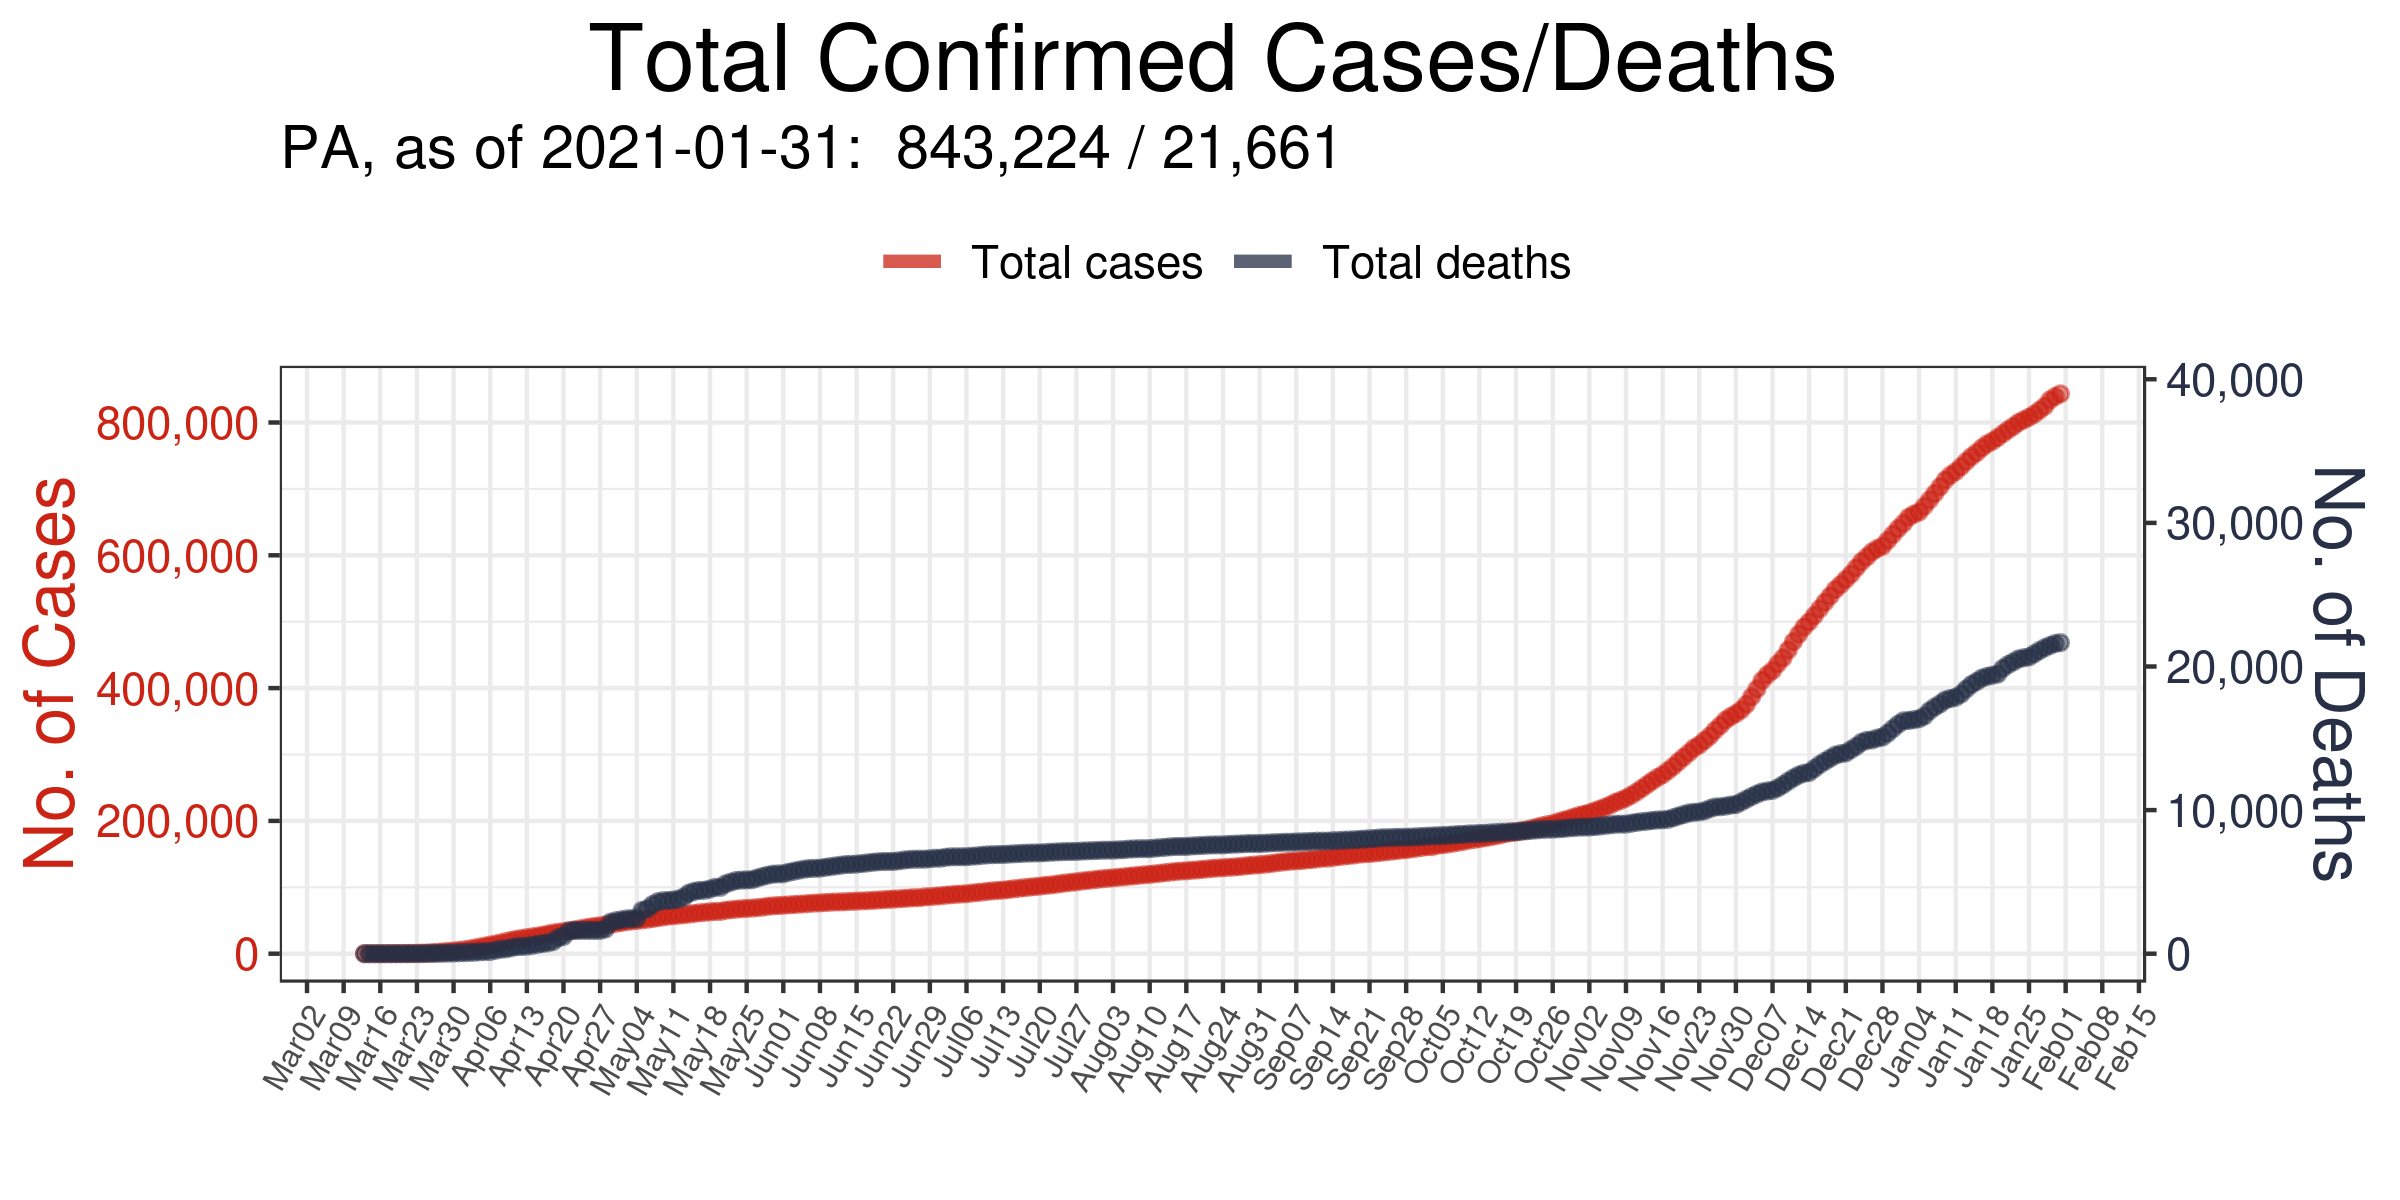 Total Confirmed Cases/Deaths
PA, as of 2021-01-31: 843,224 / 21,661
Total cases
Total deaths
No. of Cases
800,000
600,000
400,000
200,000
0
40,000
30,000
20,000
10,000
0
No. of Deaths
Mar02
Mar09
Mar16
Mar23
Mar30
Apr06
Apr13
Apr20
Apr27
May04
May11
May18
May25
Jun01
Jun08
Jun15
Jun22
Jun29
Jul06
Jul13
Jul20
Jul27
Aug03
Aug10
Aug17
Aug24
Aug31
Sep07
Sep14
Sep21
Sep28
Oct05
Oct12
Oct19
Oct26
Nov02
Nov09
Nov16
Nov23
Nov30
Dec07
Dec14
Dec21
Dec28
Jan04
Jan11
Jan18
Jan25
Feb01
Feb08
Feb15